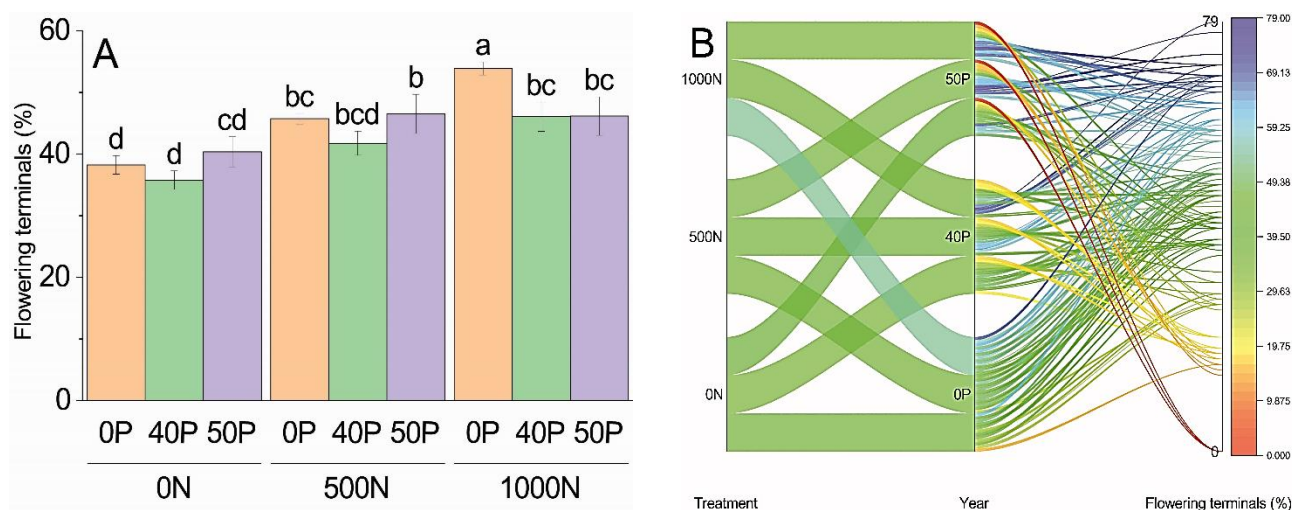 A
Flowering terminals (%)
60
40
20
0
d
d
cd
bc
bcd
b
a
bc
bc
0P 40P 50P 0P 40P 50P 0P 40P 50P
0N 500N 1000N
B
1000N
500N
0N
50P
40P
0P
79
0
79.00
69.13
59.25
49.38
39.50
29.63
19.75
9.875
0.000
Treatment Year Flowering terminals (%)